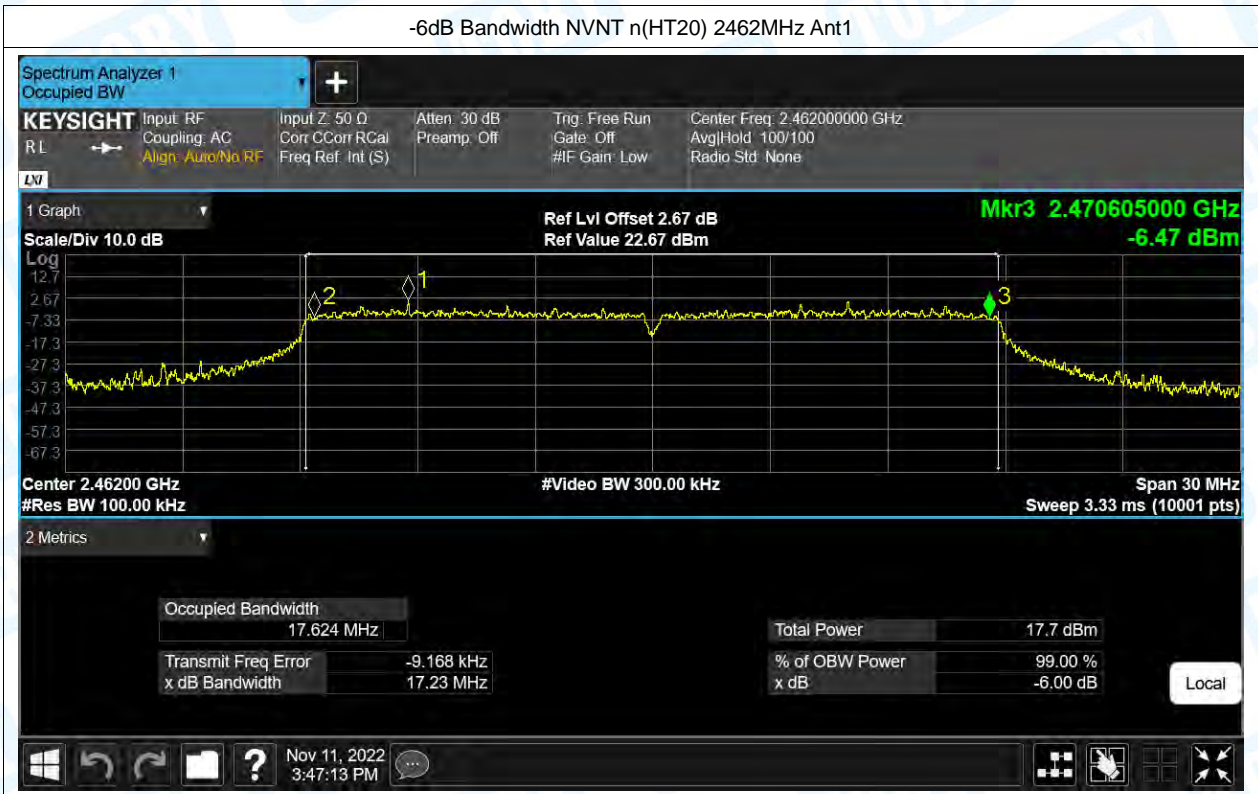 -6dB Bandwidth NVNT n(HT20) 2462MHz Ant1
Spectrum Analyzer 1
Occupied BW
+
KEYSIGHT
R L
LXI
Input: RF
Coupling: AC
Align: Auto/No RF
Input Z: 50 Ω
Corr CCorr RCal
Freq Ref: Int (S)
Atten: 30 dB
Preamp: Off
Trig: Free Run
Gate: Off
#IF Gain: Low
Center Freq: 2.462000000 GHz
Avg|Hold: 100/100
Radio Std: None
1 Graph
Scale/Div 10.0 dB
Ref Lvl Offset 2.67 dB
Ref Value 22.67 dBm
Mkr3 2.470605000 GHz
-6.47 dBm
Log
12.7
2.67
-7.33
-17.3
-27.3
-37.3
-47.3
-57.3
-67.3
2
1
3
Center 2.46200 GHz
#Res BW 100.00 kHz
#Video BW 300.00 kHz
Span 30 MHz
Sweep 3.33 ms (10001 pts)
2 Metrics
Occupied Bandwidth
17.624 MHz
Transmit Freq Error -9.168 kHz
x dB Bandwidth 17.23 MHz
Total Power 17.7 dBm
% of OBW Power 99.00 %
x dB -6.00 dB
Local
?
Nov 11, 2022
3:47:13 PM